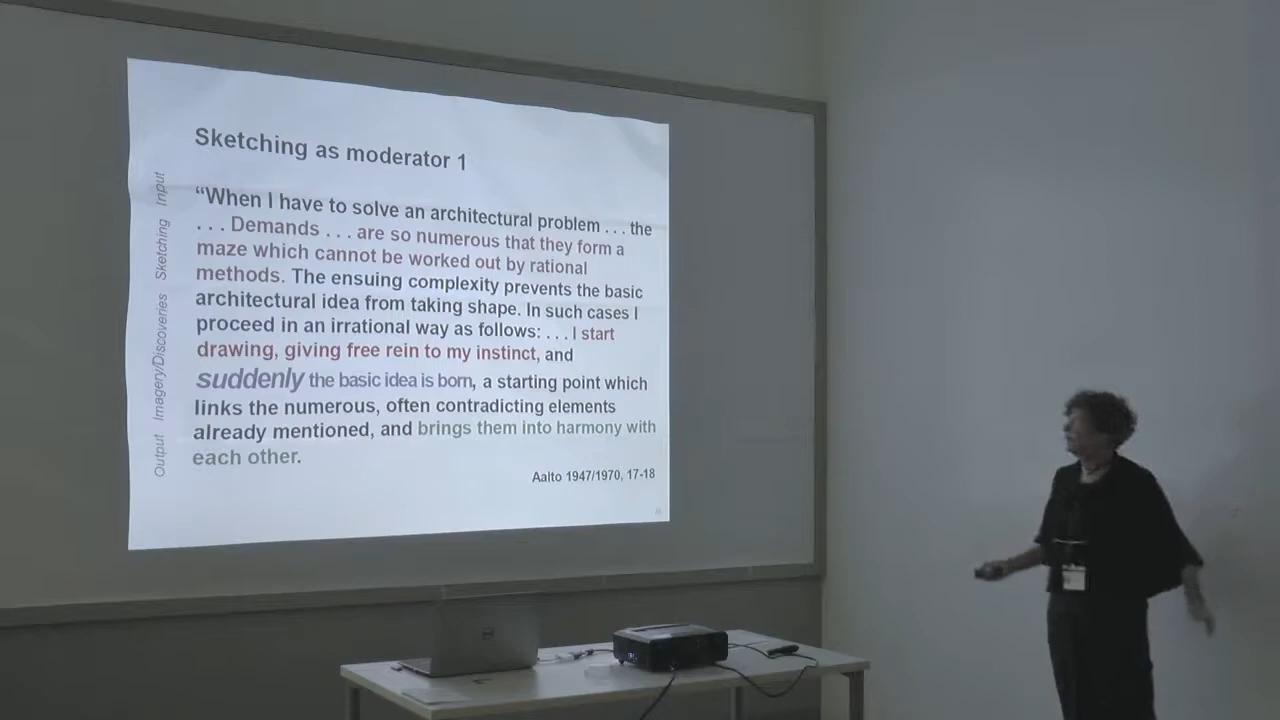 Sketching as moderator 1
“When I have to solve an architectural problem . . . the
. . . Demands . . . are so numerous that they form a
maze which cannot be worked out by rational
methods. The ensuing complexity prevents the basic
architectural idea from taking shape. In such cases I
proceed in an irrational way as follows: . . . I start
drawing, giving free rein to my instinct, and
suddenly the basic idea is born, a starting point which
links the numerous, often contradicting elements
already mentioned, and brings them into harmony with
each other.
Aalto 1947/1970, 17-18
Output Imagery/Discoveries Sketching Input